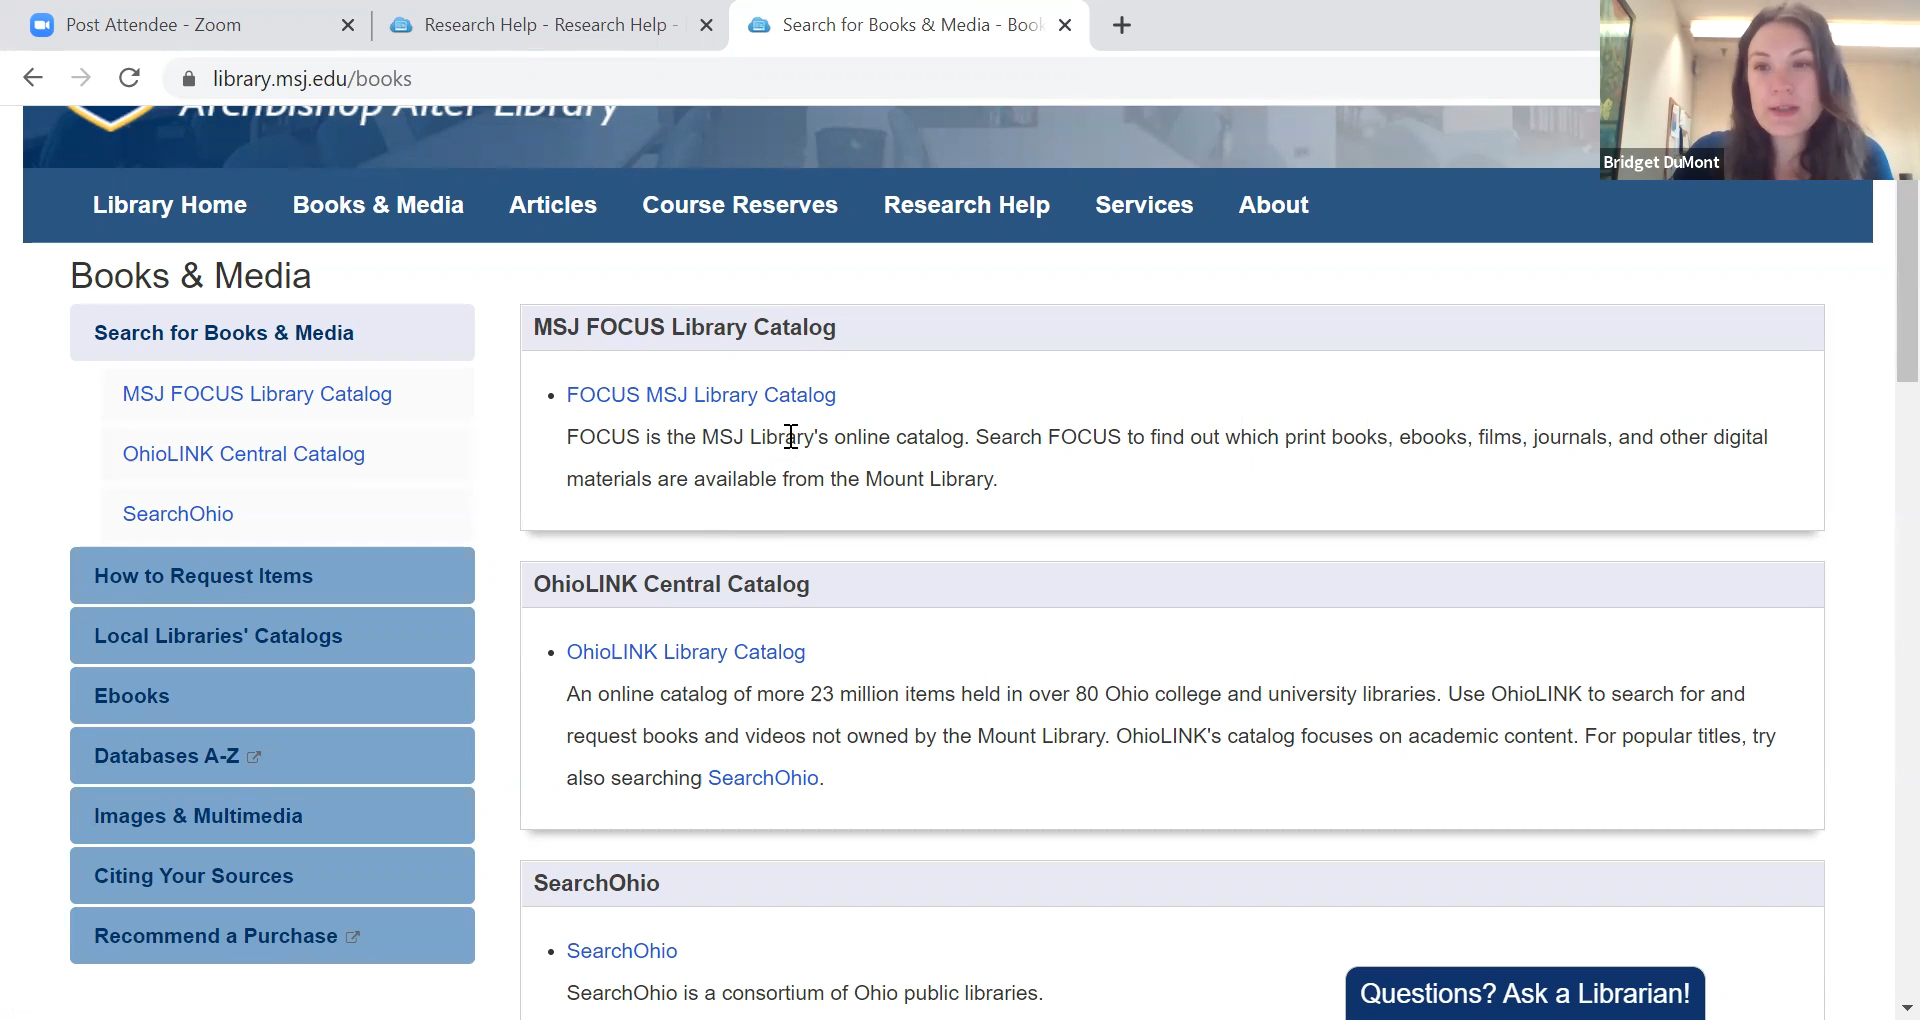 Post Attendee - Zoom
Research Help - Research Help -
Search for Books & Media - Book
library.msj.edu/books
Archbishop Alter Library
Bridget DuMont
Library Home Books & Media Articles Course Reserves Research Help Services About
Books & Media
Search for Books & Media
MSJ FOCUS Library Catalog
OhioLINK Central Catalog
SearchOhio
How to Request Items
Local Libraries' Catalogs
Ebooks
Databases A-Z
Images & Multimedia
Citing Your Sources
Recommend a Purchase
MSJ FOCUS Library Catalog
• FOCUS MSJ Library Catalog
FOCUS is the MSJ Library's online catalog. Search FOCUS to find out which print books, ebooks, films, journals, and other digital
materials are available from the Mount Library.
OhioLINK Central Catalog
• OhioLINK Library Catalog
An online catalog of more 23 million items held in over 80 Ohio college and university libraries. Use OhioLINK to search for and
request books and videos not owned by the Mount Library. OhioLINK's catalog focuses on academic content. For popular titles, try
also searching SearchOhio.
SearchOhio
• SearchOhio
SearchOhio is a consortium of Ohio public libraries.
Questions? Ask a Librarian!